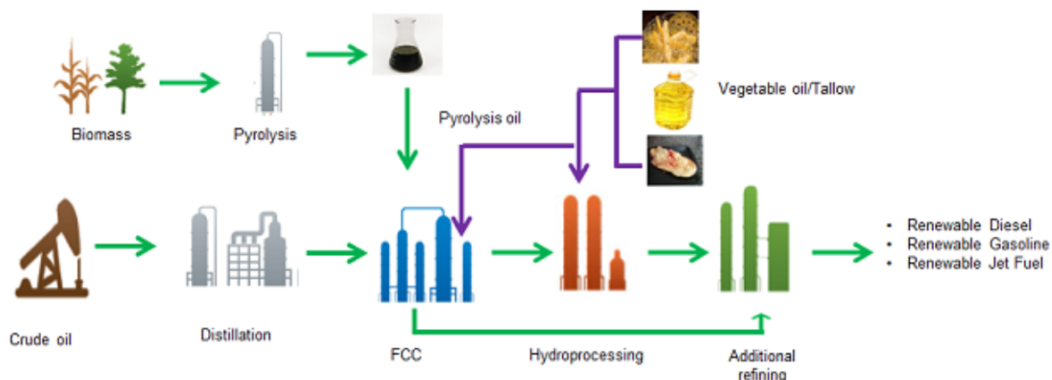 Vegetable oil/Tallow
Pyrolysis oil
Biomass
Pyrolysis
• Renewable Diesel
• Renewable Gasoline
• Renewable Jet Fuel
Crude oil
Distillation
FCC
Hydroprocessing
Additional
refining